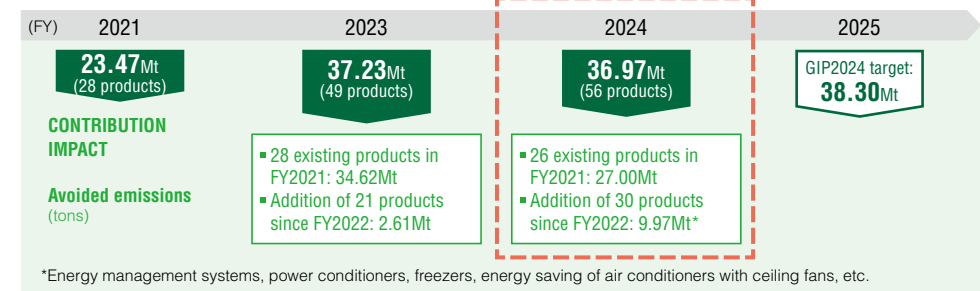 (FY) 2021 2023 2024 2025
23.47Mt
(28 products)
37.23Mt
(49 products)
36.97Mt
(56 products)
GIP2024 target:
38.30Mt
CONTRIBUTION
IMPACT
Avoided emissions
(tons)
▪ 28 existing products in
FY2021: 34.62Mt
▪ Addition of 21 products
since FY2022: 2.61Mt
▪ 26 existing products in
FY2021: 27.00Mt
▪ Addition of 30 products
since FY2022: 9.97Mt*
*Energy management systems, power conditioners, freezers, energy saving of air conditioners with ceiling fans, etc.